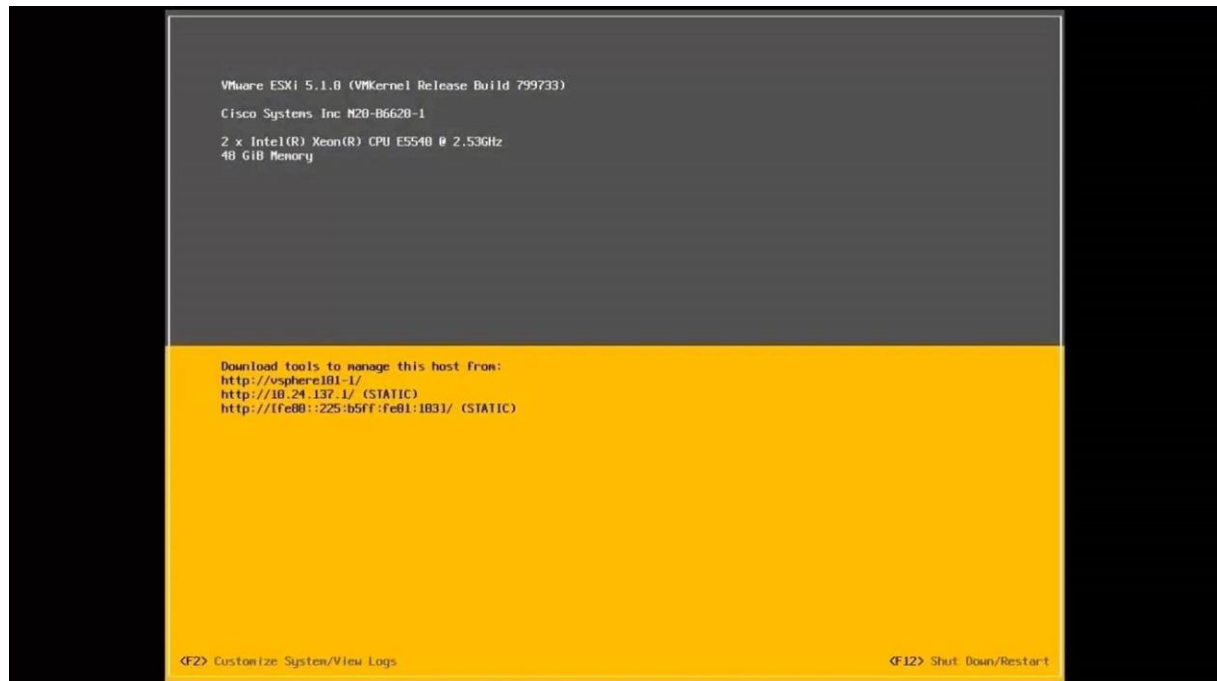 VMware ESXi 5.1.0 (VMKernel Release Build 799733)
Cisco Systems Inc N20-B6620-1
2 x Intel(R) Xeon(R) CPU E5540 @ 2.53GHz
48 GiB Memory
Download tools to manage this host from:
http://vsphere101-1/
http://10.24.137.1/ (STATIC)
http://[fe80::225:b5ff:fe01:103]/ (STATIC)
<F2> Customize System/View Logs
<F12> Shut Down/Restart